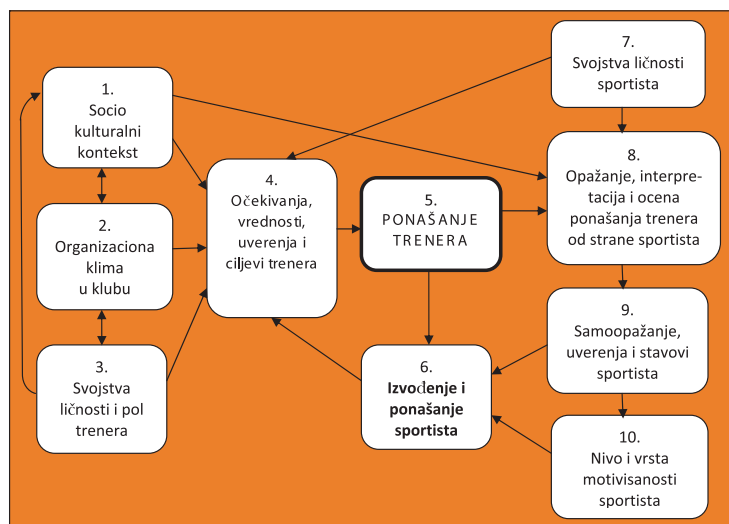 1.
Socio
kulturalni
kontekst
2.
Organizaciona
klima
u klubu
3.
Svojstva
ličnosti i pol
trenera
4.
Očekivanja,
vrednosti,
uverenja i
ciljevi trenera
5.
PONAŠANJE
TRENERA
6.
Izvođenje i
ponašanje
sportista
7.
Svojstva ličnosti
sportista
8.
Opažanje, interpre-
tacija i ocena
ponašanja trenera
od strane sportista
9.
Samoopažanje,
uverenja i stavovi
sportista
10.
Nivo i vrsta
motivisanosti
sportista